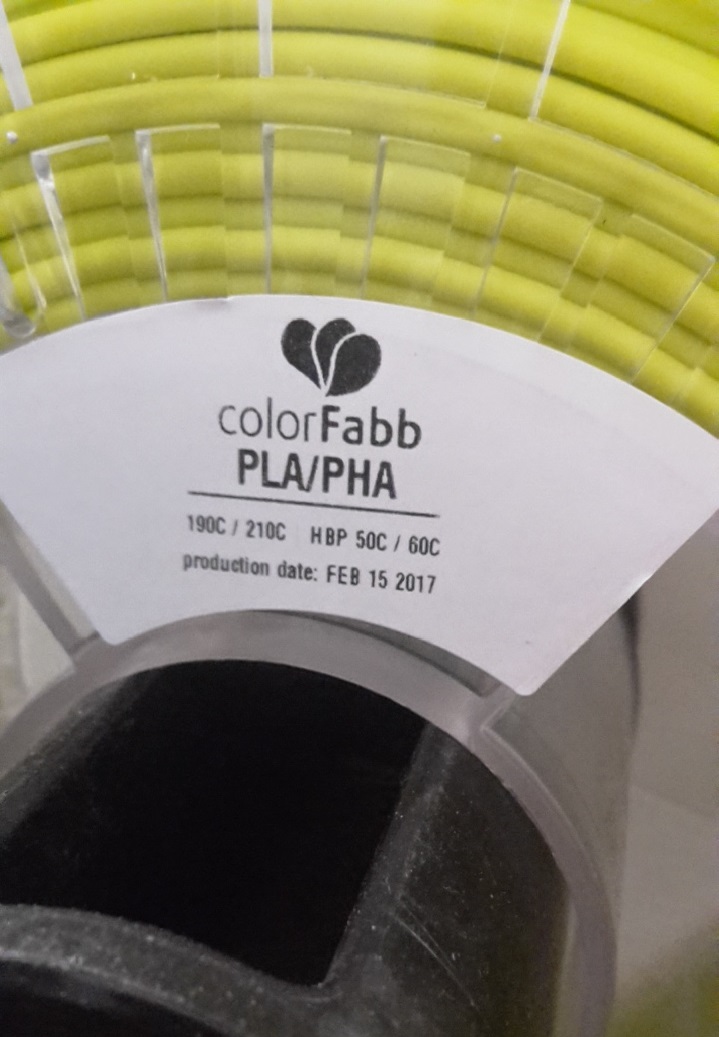 colorFabb
PLA/PHA
190C / 210C HBP 50C / 60C
production date: FEB 15 2017